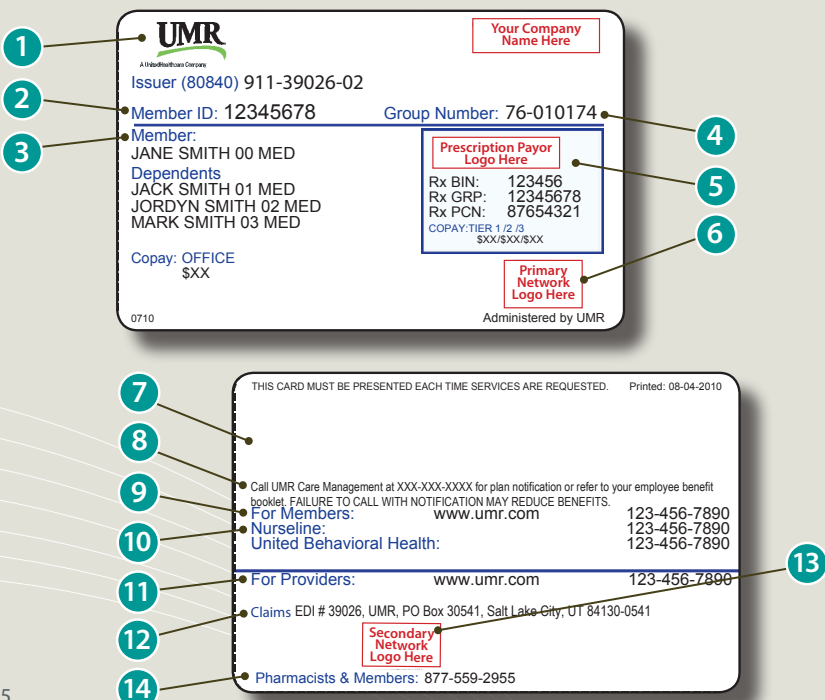 1
UMR
A UnitedHealthcare Company
Your Company
Name Here
Issuer (80840) 911-39026-02
2
Member ID: 12345678
Group Number: 76-010174
4
3
Member:
JANE SMITH 00 MED
Dependents
JACK SMITH 01 MED
JORDYN SMITH 02 MED
MARK SMITH 03 MED
Prescription Payor
Logo Here
5
Rx BIN: 123456
Rx GRP: 12345678
Rx PCN: 87654321
COPAY:TIER 1 /2 /3
$XX/$XX/$XX
6
Copay: OFFICE
$XX
Primary
Network
Logo Here
0710
Administered by UMR
7
THIS CARD MUST BE PRESENTED EACH TIME SERVICES ARE REQUESTED. Printed: 08-04-2010
8
Call UMR Care Management at XXX-XXX-XXXX for plan notification or refer to your employee benefit
booklet. FAILURE TO CALL WITH NOTIFICATION MAY REDUCE BENEFITS.
9
For Members: www.umr.com 123-456-7890
10
Nurseline: 123-456-7890
United Behavioral Health: 123-456-7890
13
11
For Providers: www.umr.com 123-456-7890
12
Claims EDI # 39026, UMR, PO Box 30541, Salt Lake City, UT 84130-0541
Secondary
Network
Logo Here
14
Pharmacists & Members: 877-559-2955
5